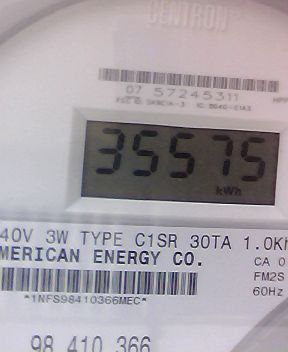 CENTRON
07 57245311
35575
kWh
40V 3W TYPE C1SR 30TA 1.0Kh
MERICAN ENERGY CO.
CA 0
FM2S
60Hz
*1NFS98410366MEC*
98 410 366